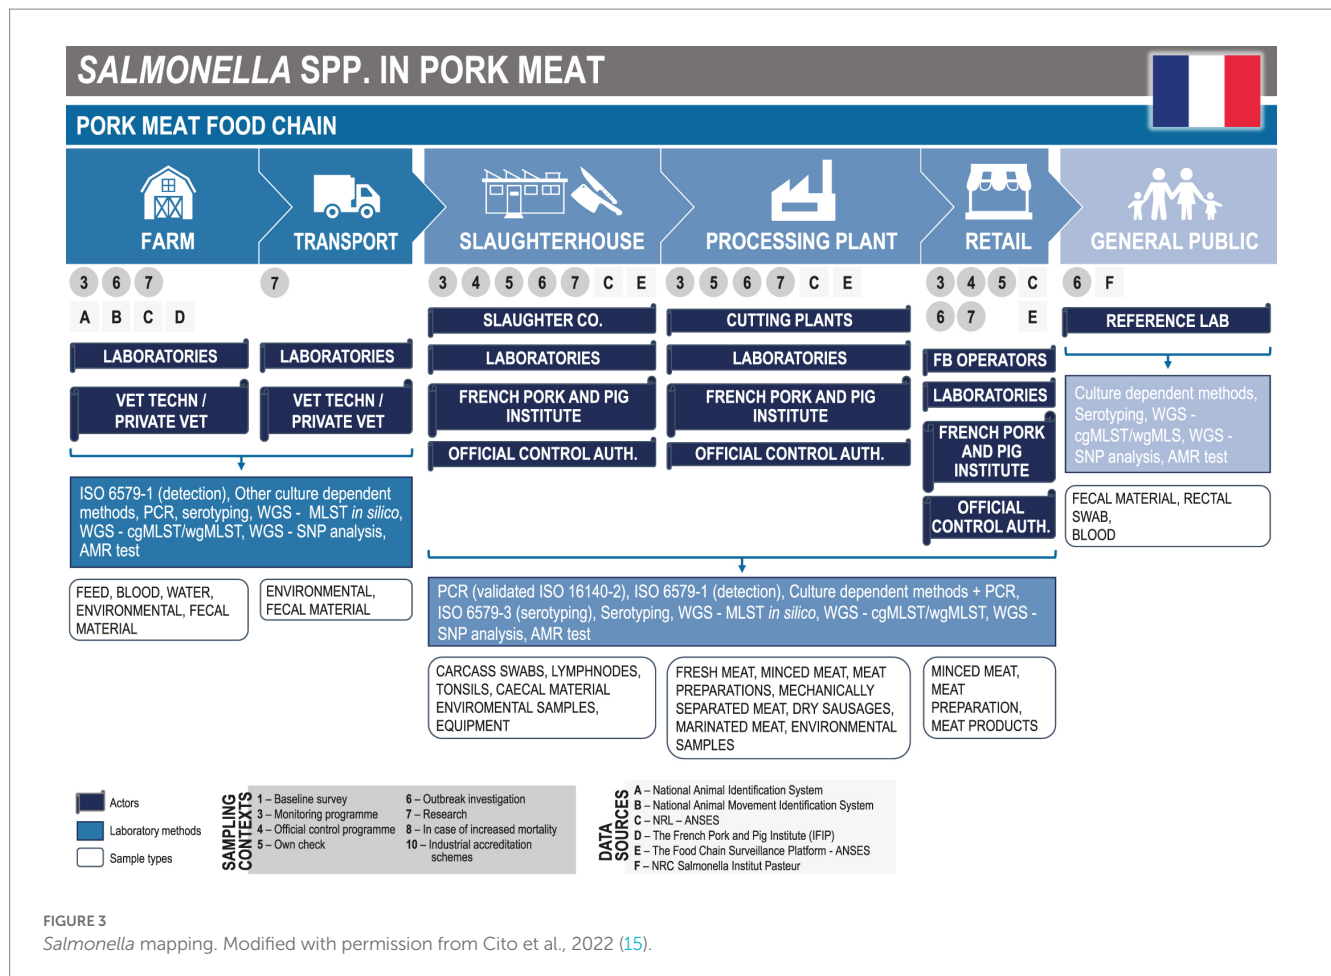 SALMONELLA SPP. IN PORK MEAT
PORK MEAT FOOD CHAIN
FARM
TRANSPORT
SLAUGHTERHOUSE
PROCESSING PLANT
RETAIL
GENERAL PUBLIC
3 6 7
A B C D
LABORATORIES
VET TECHN /
PRIVATE VET
7
LABORATORIES
VET TECHN /
PRIVATE VET
ISO 6579-1 (detection), Other culture dependent
methods, PCR, serotyping, WGS - MLST in silico,
WGS - cgMLST/wgMLST, WGS - SNP analysis,
AMR test
FEED, BLOOD, WATER,
ENVIRONMENTAL, FECAL
MATERIAL
ENVIRONMENTAL,
FECAL MATERIAL
3 4 5 6 7 C E
SLAUGHTER CO.
LABORATORIES
FRENCH PORK AND PIG
INSTITUTE
OFFICIAL CONTROL AUTH.
3 5 6 7 C E
CUTTING PLANTS
LABORATORIES
FRENCH PORK AND PIG
INSTITUTE
OFFICIAL CONTROL AUTH.
3 4 5 C
6 7 E
FB OPERATORS
LABORATORIES
FRENCH PORK
AND PIG
INSTITUTE
OFFICIAL
CONTROL AUTH.
PCR (validated ISO 16140-2), ISO 6579-1 (detection), Culture dependent methods + PCR,
ISO 6579-3 (serotyping), Serotyping, WGS - MLST in silico, WGS - cgMLST/wgMLST, WGS -
SNP analysis, AMR test
CARCASS SWABS, LYMPHNODES,
TONSILS, CAECAL MATERIAL
ENVIROMENTAL SAMPLES,
EQUIPMENT
FRESH MEAT, MINCED MEAT, MEAT
PREPARATIONS, MECHANICALLY
SEPARATED MEAT, DRY SAUSAGES,
MARINATED MEAT, ENVIRONMENTAL
SAMPLES
MINCED MEAT,
MEAT
PREPARATION,
MEAT PRODUCTS
6 F
REFERENCE LAB
Culture dependent methods,
Serotyping, WGS -
cgMLST/wgMLS, WGS -
SNP analysis, AMR test
FECAL MATERIAL, RECTAL
SWAB,
BLOOD
Actors
Laboratory methods
Sample types
SAMPLING
CONTEXTS
1 – Baseline survey
3 – Monitoring programme
4 – Official control programme
5 – Own check
6 – Outbreak investigation
7 – Research
8 – In case of increased mortality
10 – Industrial accreditation
schemes
DATA
SOURCES
A – National Animal Identification System
B – National Animal Movement Identification System
C – NRL – ANSES
D – The French Pork and Pig Institute (IFIP)
E – The Food Chain Surveillance Platform - ANSES
F – NRC Salmonella Institut Pasteur
FIGURE 3
Salmonella mapping. Modified with permission from Cito et al., 2022 (15).